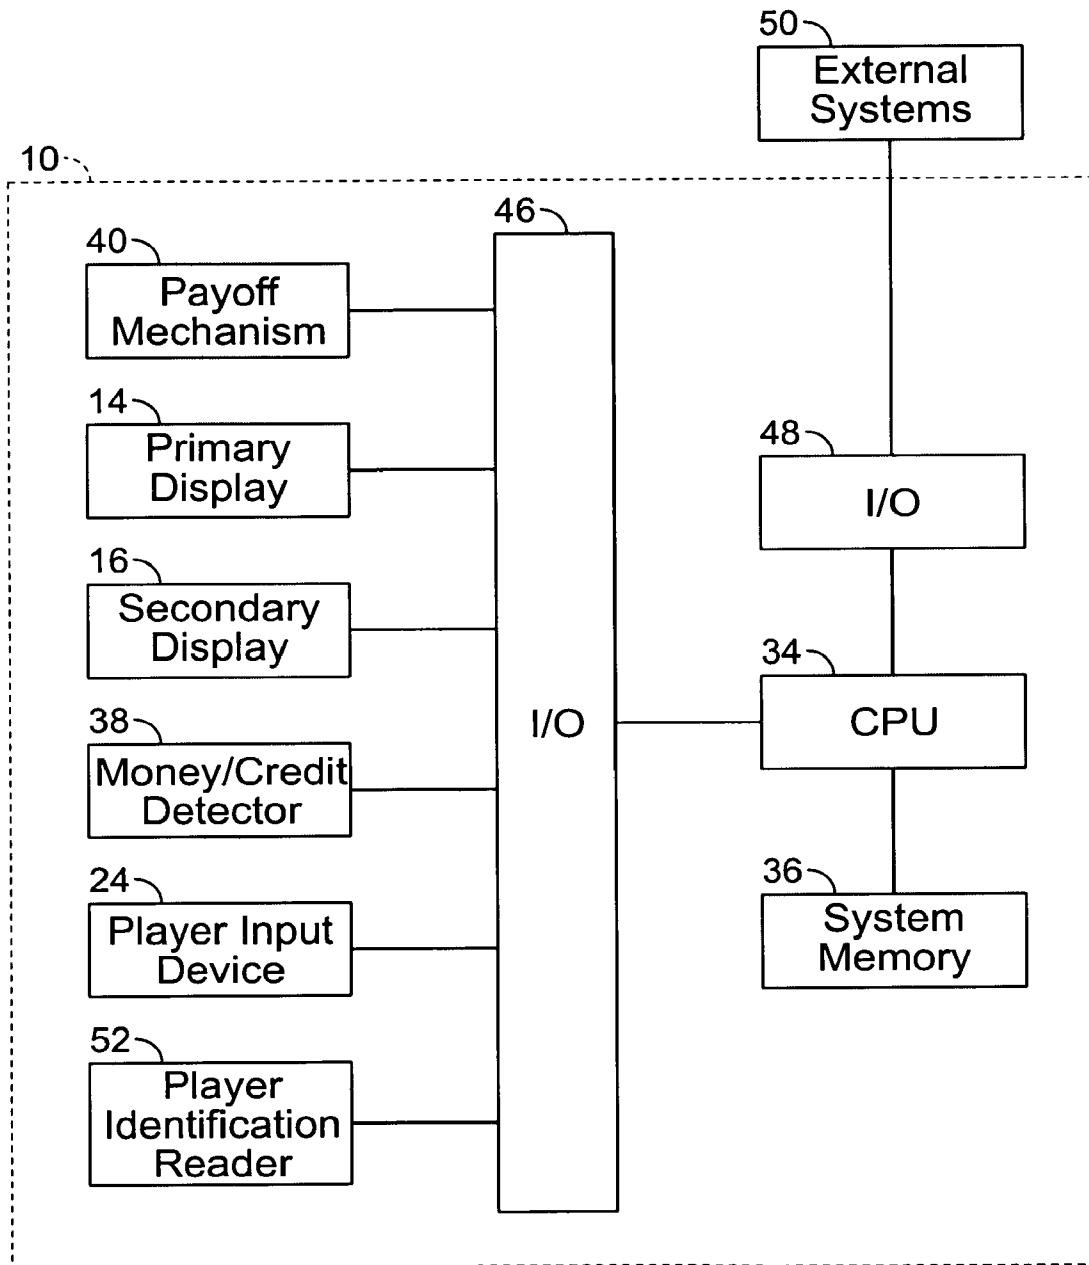 50
External
Systems
10
46
40
Payoff
Mechanism
14
Primary
Display
48
I/O
16
Secondary
Display
34
CPU
I/O
38
Money/Credit
Detector
24
Player Input
Device
36
System
Memory
52
Player
Identification
Reader